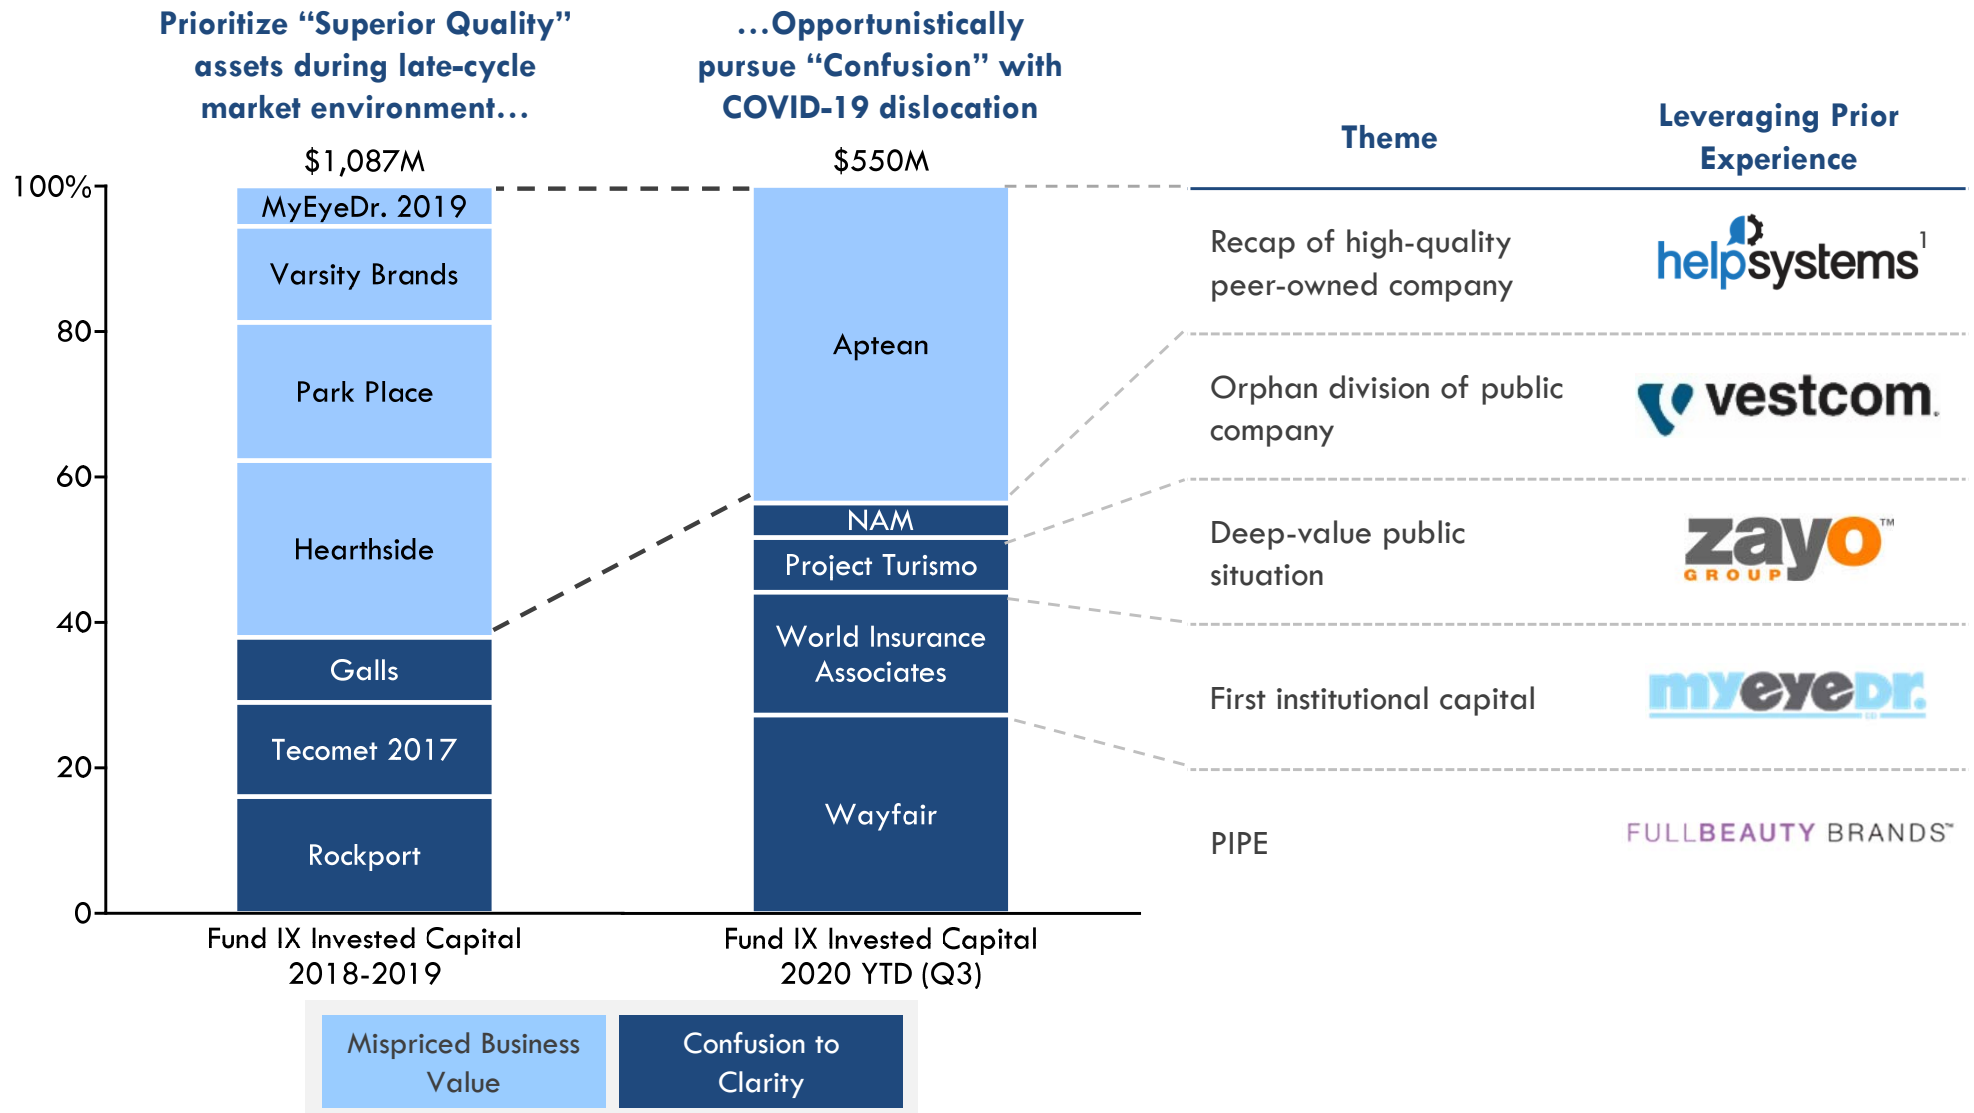 Prioritize “Superior Quality”
assets during late-cycle
market environment…
…Opportunistically
pursue “Confusion” with
COVID-19 dislocation
Theme
Leveraging Prior
Experience
$1,087M
$550M
100%
80
60
40
20
0
MyEyeDr. 2019
Varsity Brands
Park Place
Hearthside
Galls
Tecomet 2017
Rockport
Aptean
NAM
Project Turismo
World Insurance
Associates
Wayfair
Recap of high-quality
peer-owned company
helpsystems1
Orphan division of public
company
vestcom.
Deep-value public
situation
zayo™
GROUP
First institutional capital
myeyeDr.
PIPE
FULLBEAUTY BRANDS™
Fund IX Invested Capital
2018-2019
Fund IX Invested Capital
2020 YTD (Q3)
Mispriced Business
Value
Confusion to
Clarity